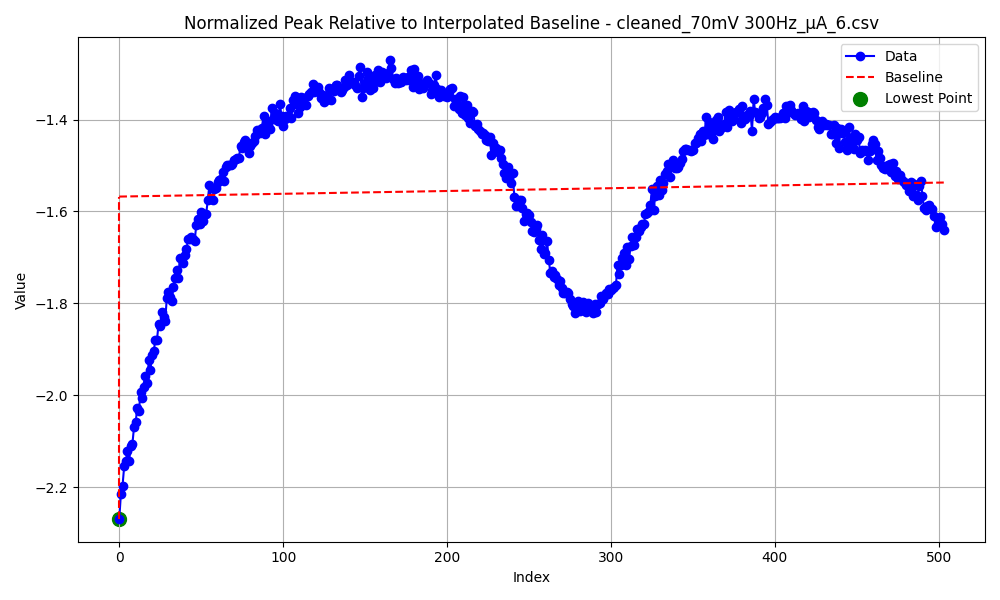 Normalized Peak Relative to Interpolated Baseline - cleaned_70mV 300Hz_µA_6.csv
Data
Baseline
Lowest Point
Value
−1.4
−1.6
−1.8
−2.0
−2.2
0
100
200
300
400
500
Index